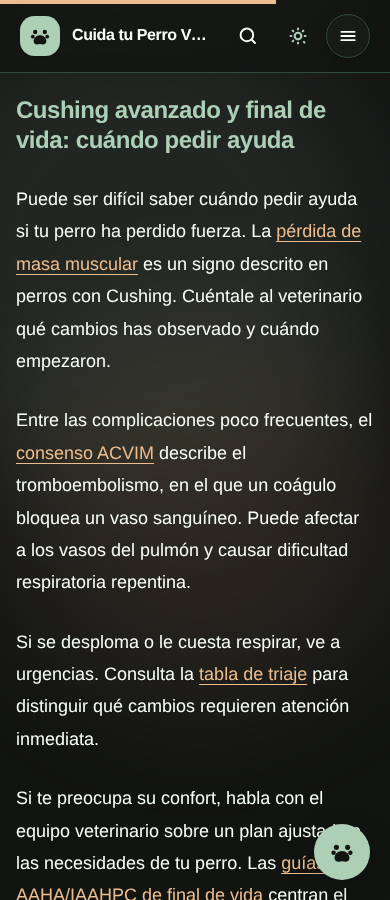 Cuida tu Perro V…
Cushing avanzado y final de
vida: cuándo pedir ayuda
Puede ser difícil saber cuándo pedir ayuda
si tu perro ha perdido fuerza. La pérdida de
masa muscular es un signo descrito en
perros con Cushing. Cuéntale al veterinario
qué cambios has observado y cuándo
empezaron.
Entre las complicaciones poco frecuentes, el
consenso ACVIM describe el
tromboembolismo, en el que un coágulo
bloquea un vaso sanguíneo. Puede afectar
a los vasos del pulmón y causar dificultad
respiratoria repentina.
Si se desploma o le cuesta respirar, ve a
urgencias. Consulta la tabla de triaje para
distinguir qué cambios requieren atención
inmediata.
Si te preocupa su confort, habla con el
equipo veterinario sobre un plan
las necesidades de tu perro. Las guías
AAHA/IAAHPC de final de vida centran el